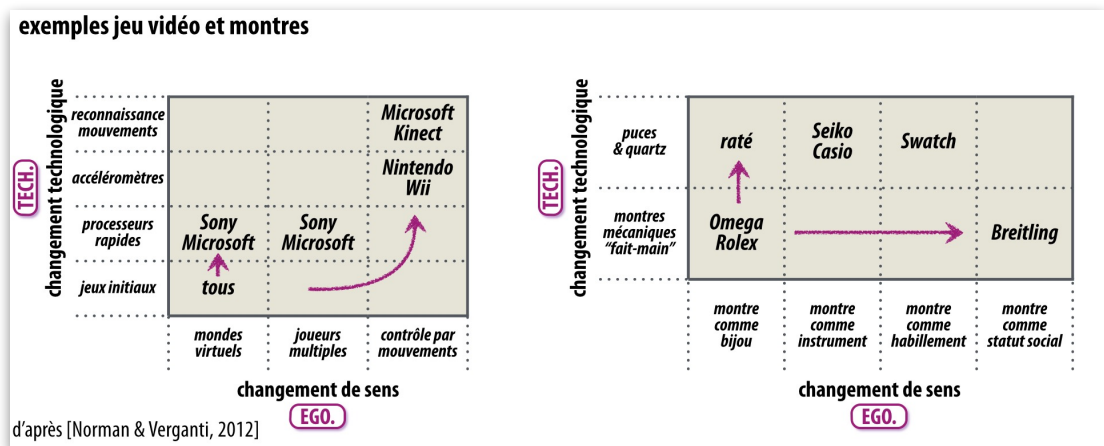 exemples jeu vidéo et montres
TECH.
changement technologique
reconnaissance
mouvements
accéléromètres
processeurs
rapides
jeux initiaux
Microsoft
Kinect
Nintendo
Wii
Sony
Microsoft
Sony
Microsoft
tous
mondes
virtuels
joueurs
multiples
contrôle par
mouvements
changement de sens
EGO.
TECH.
changement technologique
puces
& quartz
montres
mécaniques
“fait-main”
raté
Seiko
Casio
Swatch
Omega
Rolex
Breitling
montre
comme
bijou
montre
comme
instrument
montre
comme
habillement
montre
comme
statut social
changement de sens
EGO.
d’après [Norman & Verganti, 2012]